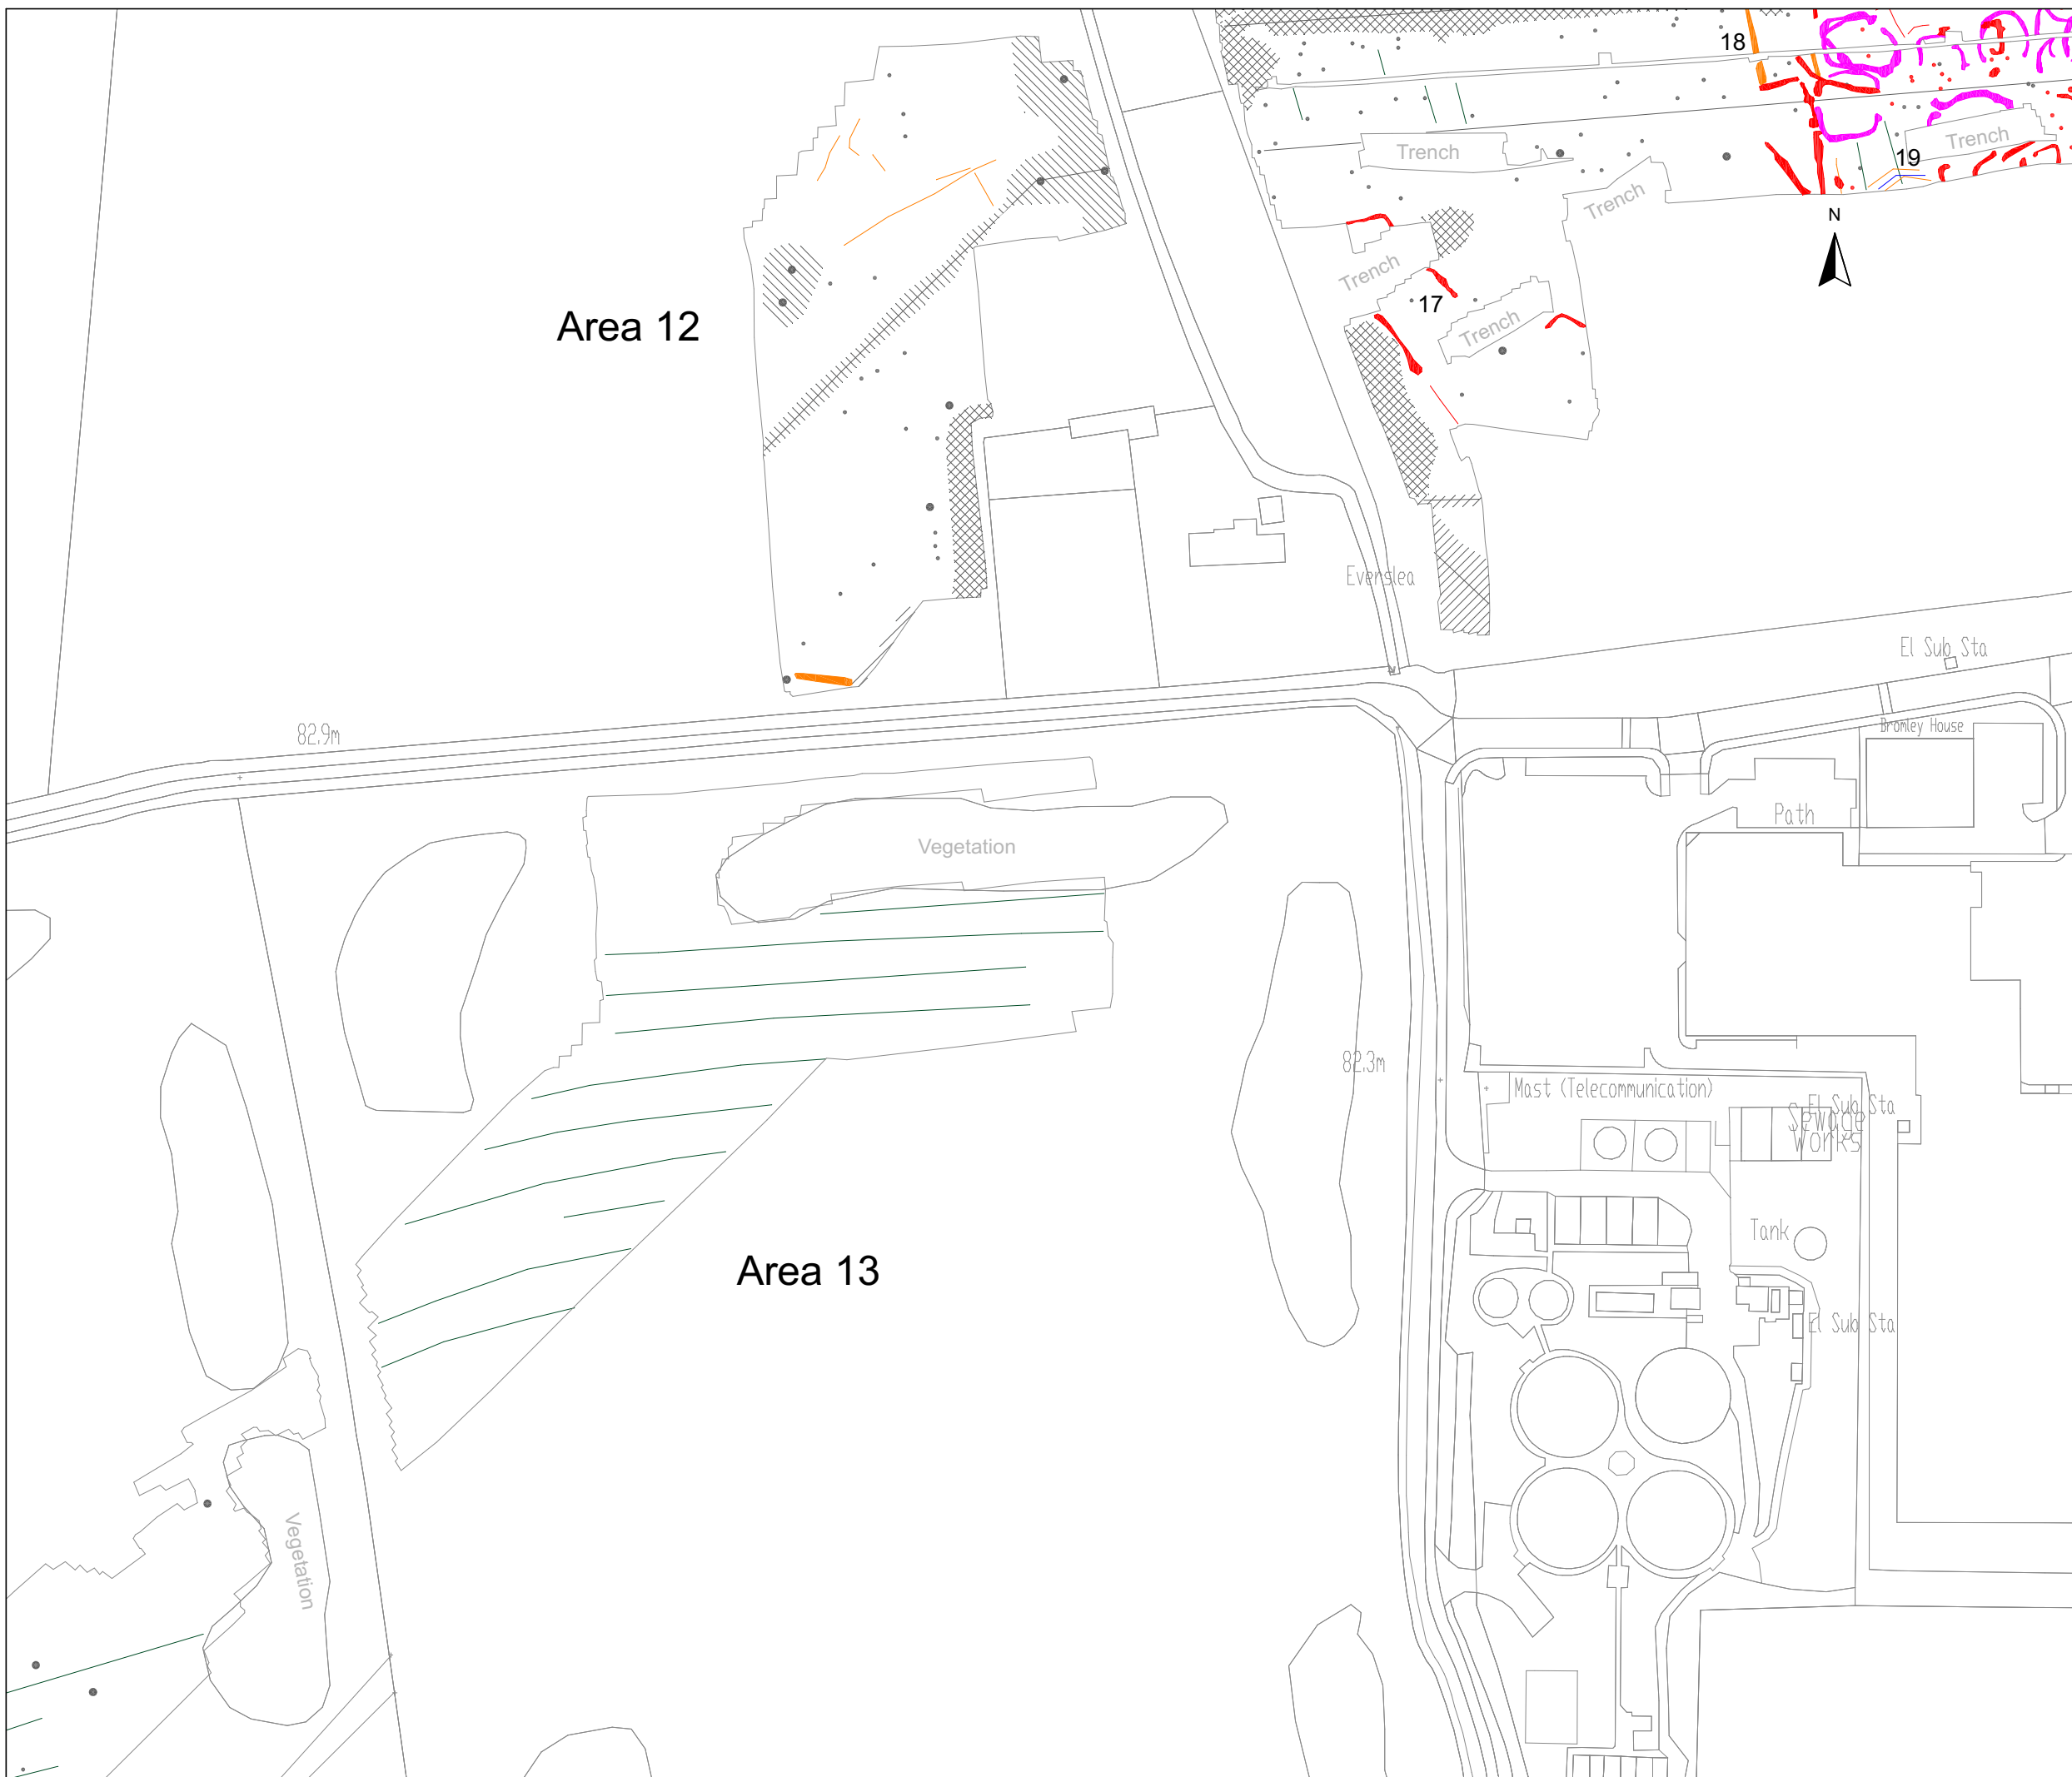 18
Trench
Trench
19
Trench
N
Trench
17
Trench
Area 12
Everslea
El Sub Sta
82.9m
Bromley House
Path
Vegetation
82.3m
Mast (Telecommunication)
El Sub Sta
Sewage
Works
Tank
Area 13
El Sub Sta
Vegetation